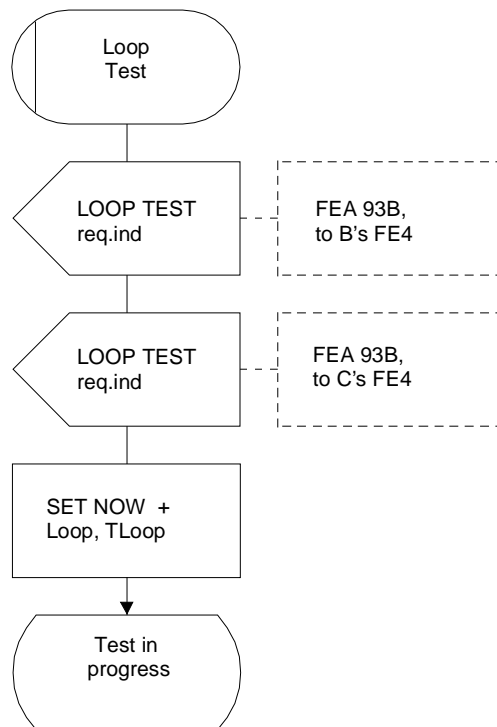 Loop
Test
LOOP TEST
req.ind
FEA 93B,
to B's FE4
LOOP TEST
req.ind
FEA 93B,
to C's FE4
SET NOW +
Loop, TLoop
Test in
progress